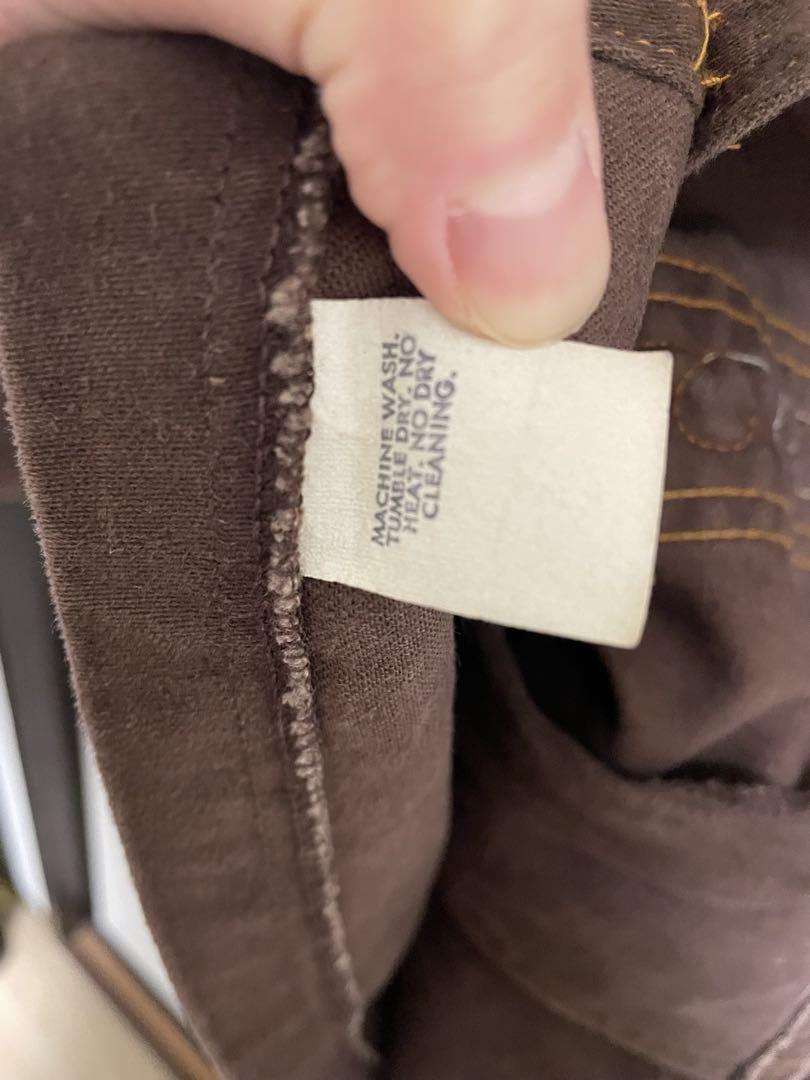 MACHINE WASH.
TUMBLE DRY. NO
HEAT. NO DRY
CLEANING.